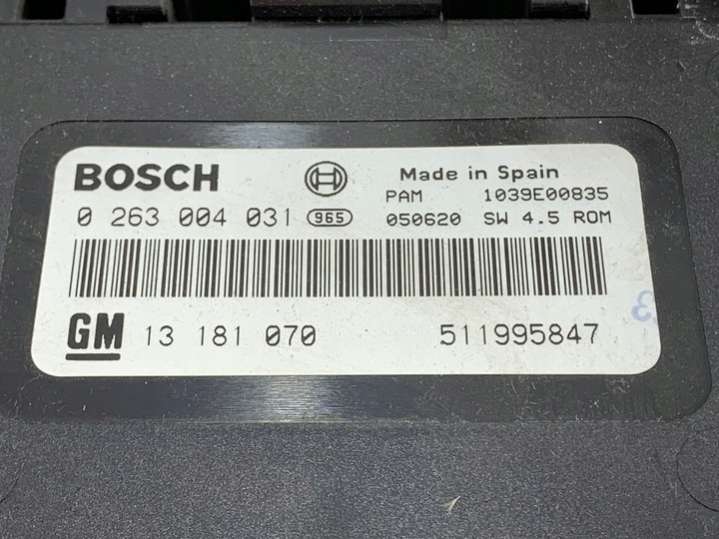 BOSCH Made in Spain
PAM 1039E00835
0 263 004 031 965 050620 SW 4.5 ROM
GM 13 181 070 511995847
3